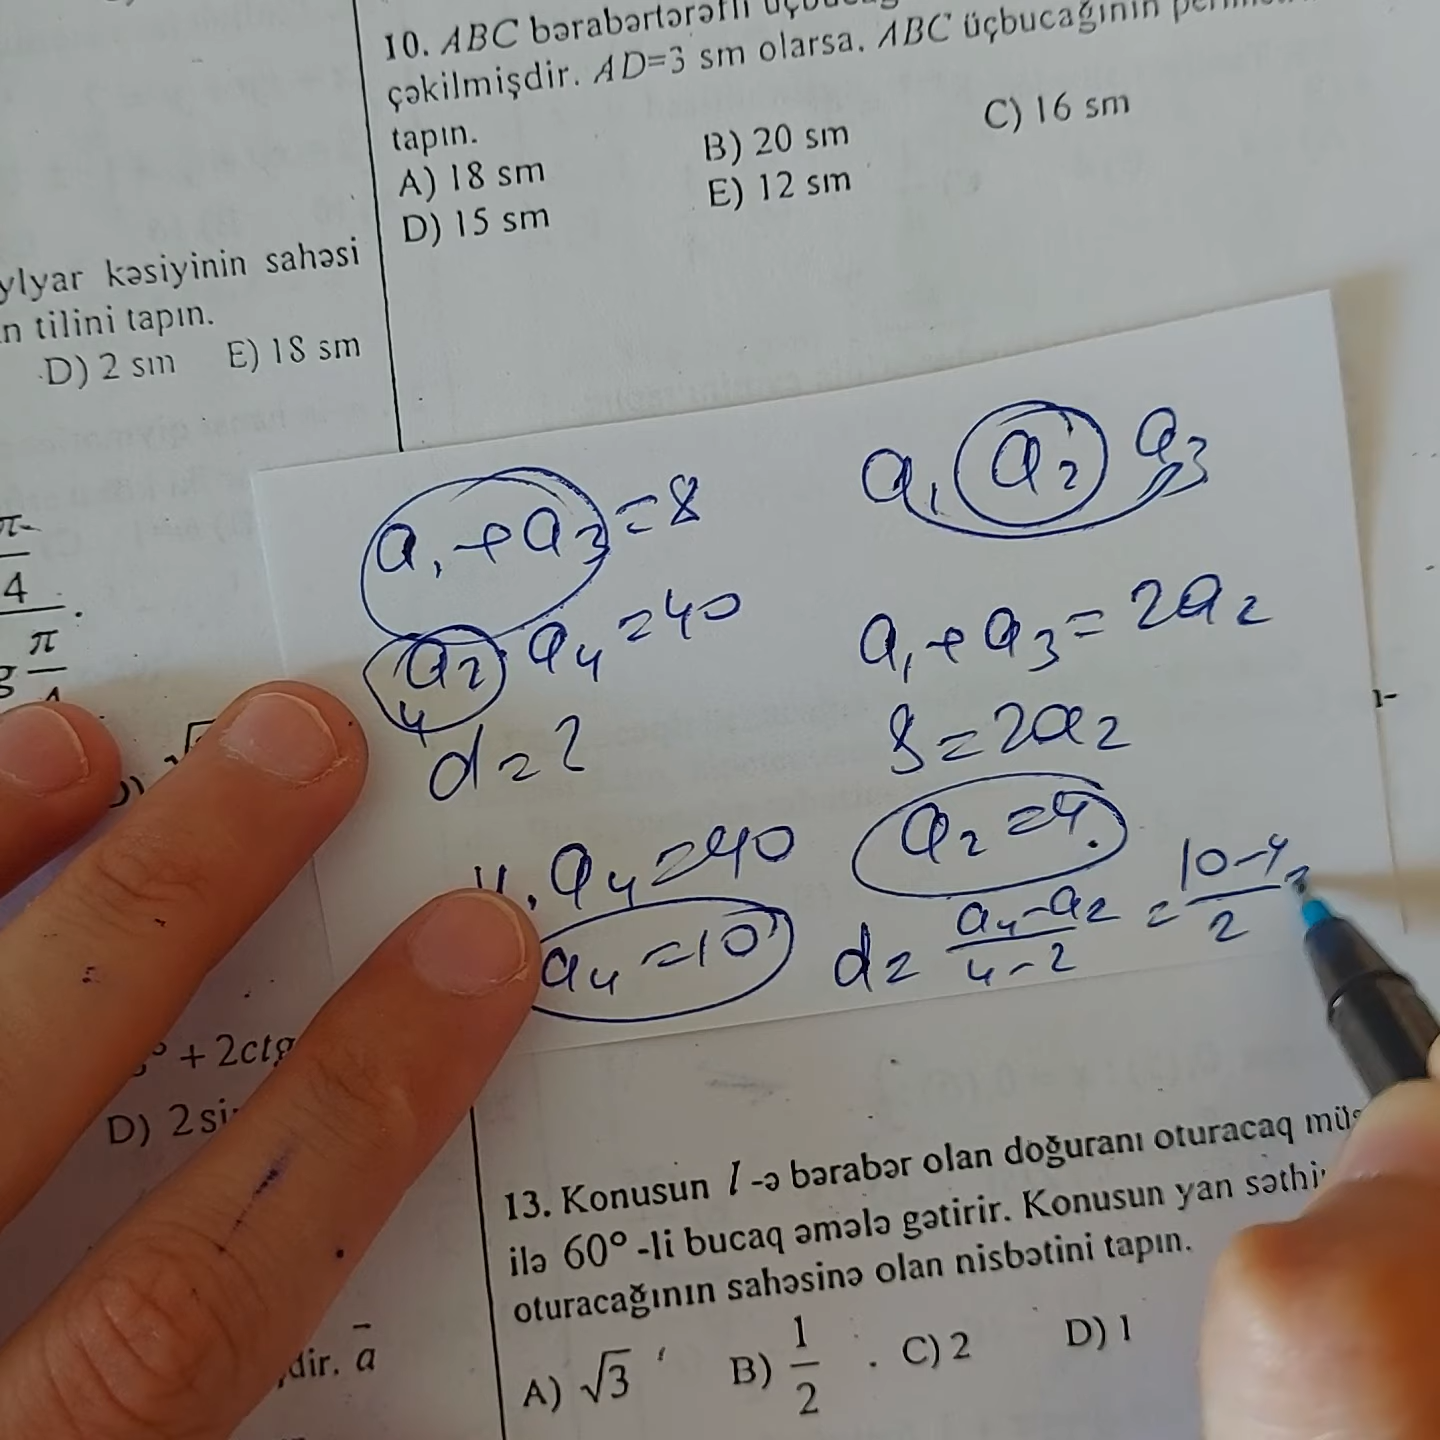 10. ABC bərabərtərəfli
çəkilmişdir. AD=3 sm olarsa, ABC üçbucağının
tapın.
A) 18 sm B) 20 sm C) 16 sm
D) 15 sm E) 12 sm
kəsiyinin sahəsi
tilini tapın.
D) 2 sm E) 18 sm
π
4
π
a₁ + a₃ = 8
a₂ · a₄ = 40
4
d = ?
4 · a₄ = 40
a₄ = 10
a₁ a₂ a₃
a₁ + a₃ = 2a₂
8 = 2a₂
a₂ = 4
d = (a₄ - a₂)/(4 - 2) = (10 - 4)/2 =
+ 2ctg
D) 2si
dir. a̅
13. Konusun l -ə bərabər olan doğuranı oturacaq
ilə 60° -li bucaq əmələ gətirir. Konusun yan
oturacağının sahəsinə olan nisbətini tapın.
A) √3 B) 1/2 C) 2 D) 1